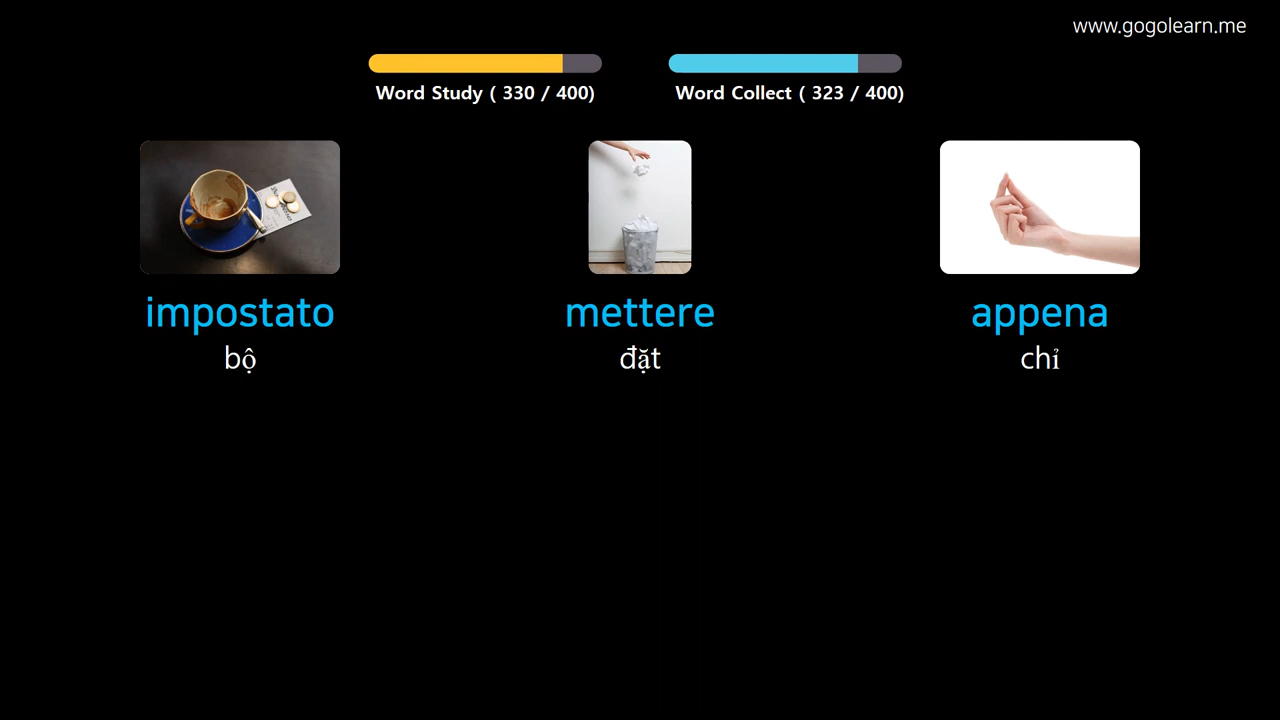 www.gogolearn.me
Word Study ( 330 / 400)
Word Collect ( 323 / 400)
impostato
mettere
appena
bộ
đặt
chỉ